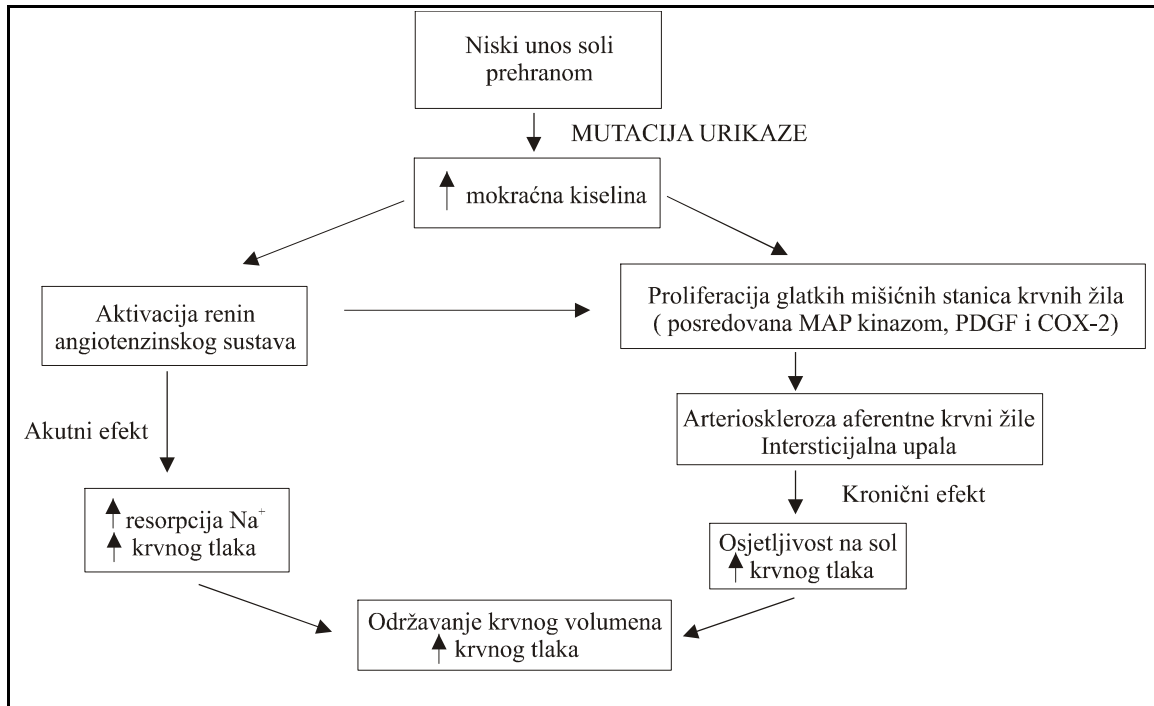 Niski unos soli
prehranom
MUTACIJA URIKAZE
↑ mokraćna kiselina
Aktivacija renin
angiotenzinskog sustava
Proliferacija glatkih mišićnih stanica krvnih žila
( posredovana MAP kinazom, PDGF i COX-2)
Akutni efekt
Arterioskleroza aferentne krvni žile
Intersticijalna upala
Kronični efekt
↑ resorpcija Na⁺
↑ krvnog tlaka
Osjetljivost na sol
↑ krvnog tlaka
Održavanje krvnog volumena
↑ krvnog tlaka